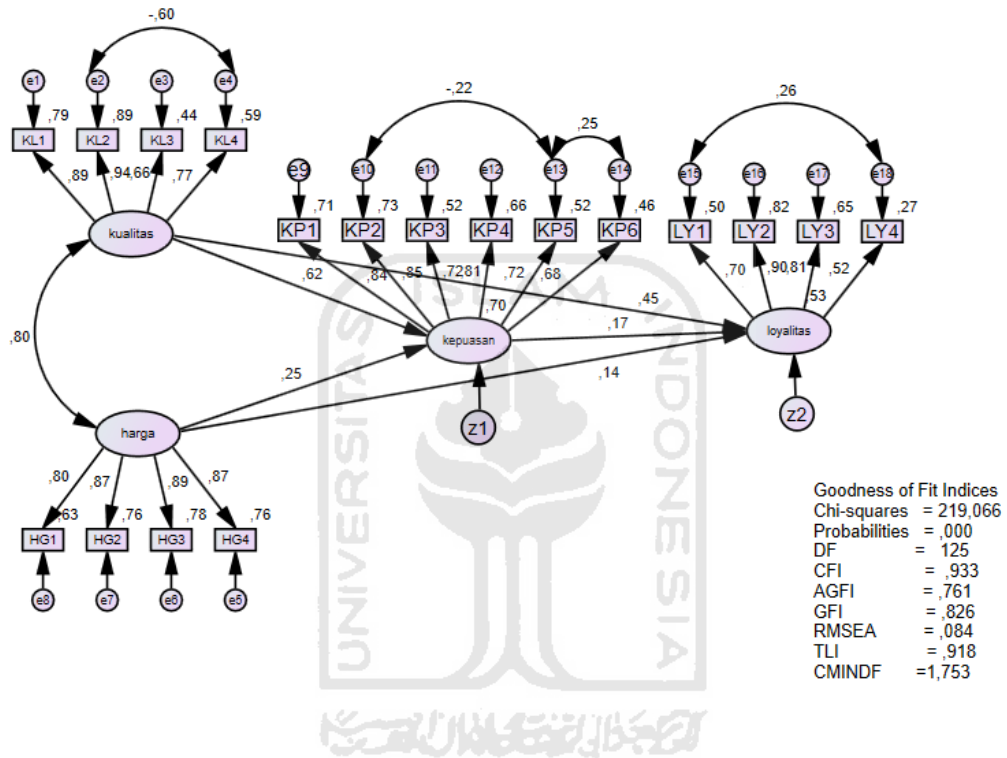 -,60
e1 e2 e3 e4
,79 ,89 ,44 ,59
KL1 KL2 KL3 KL4
,89 ,94 ,66 ,77
kualitas
-,22 ,25
e9 e10 e11 e12 e13 e14
,71 ,73 ,52 ,66 ,52 ,46
KP1 KP2 KP3 KP4 KP5 KP6
,84 ,85 ,72 ,81 ,72 ,68
,70
kepuasan
z1
,26
e15 e16 e17 e18
,50 ,82 ,65 ,27
LY1 LY2 LY3 LY4
,70 ,90 ,81 ,52
,53
loyalitas
z2
,62 ,45
,17
,80
,25 ,14
harga
,80 ,87 ,89 ,87
,63 ,76 ,78 ,76
HG1 HG2 HG3 HG4
e8 e7 e6 e5
Goodness of Fit Indices
Chi-squares = 219,066
Probabilities = ,000
DF = 125
CFI = ,933
AGFI = ,761
GFI = ,826
RMSEA = ,084
TLI = ,918
CMINDF =1,753
UNIVERSITAS ISLAM INDONESIA